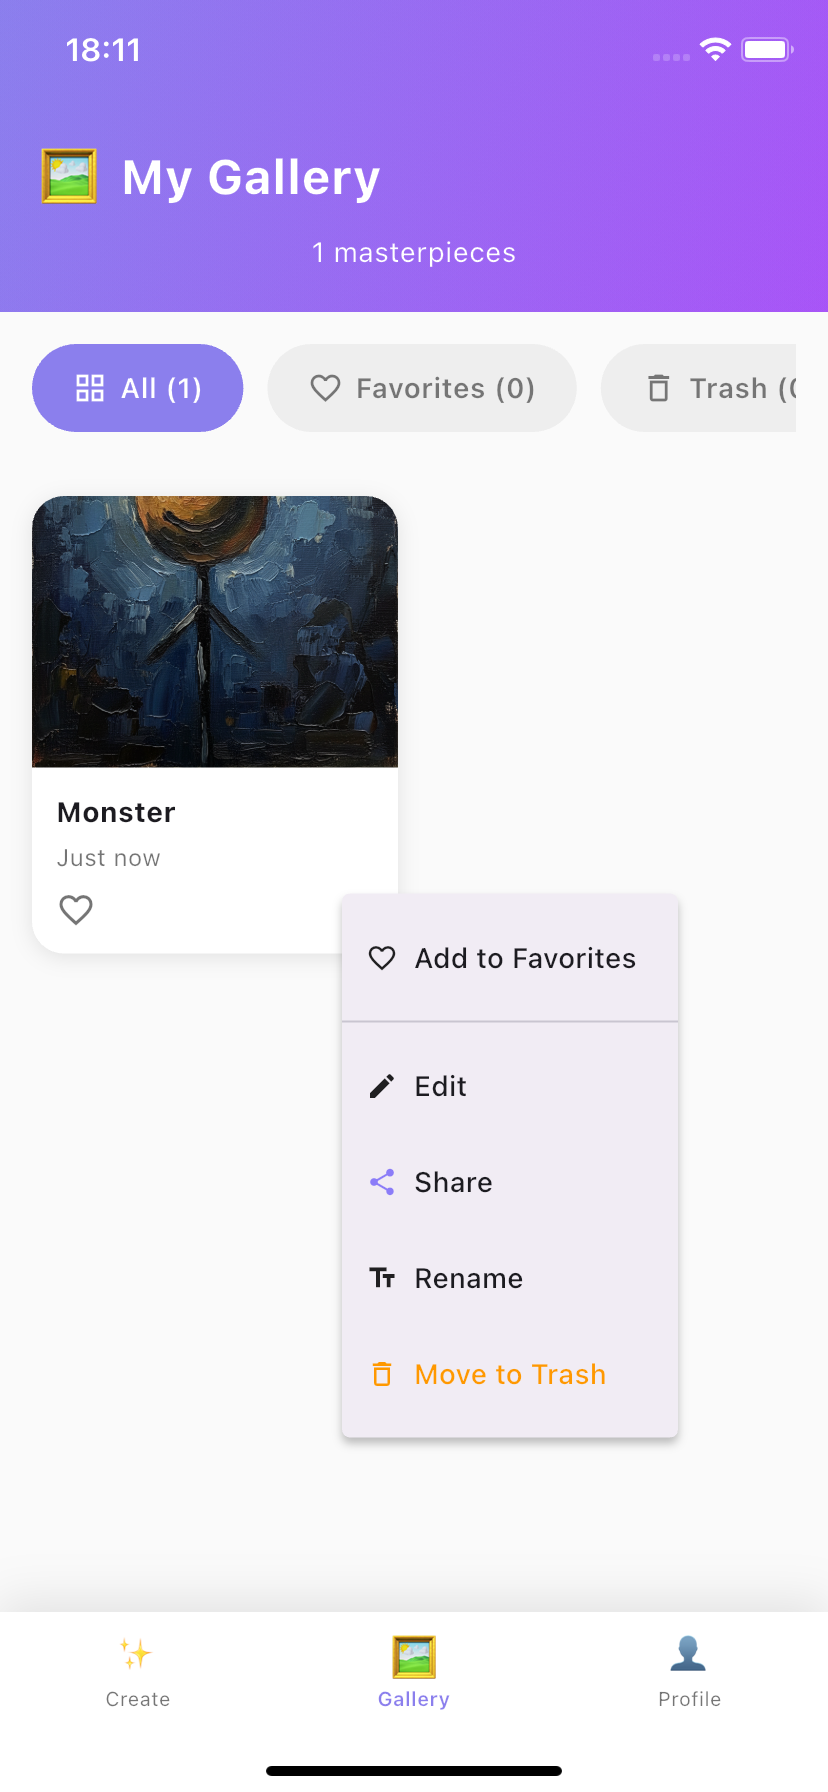 18:11
My Gallery
1 masterpieces
All (1)
Favorites (0)
Trash (
Monster
Just now
Add to Favorites
Edit
Share
Rename
Move to Trash
Create
Gallery
Profile